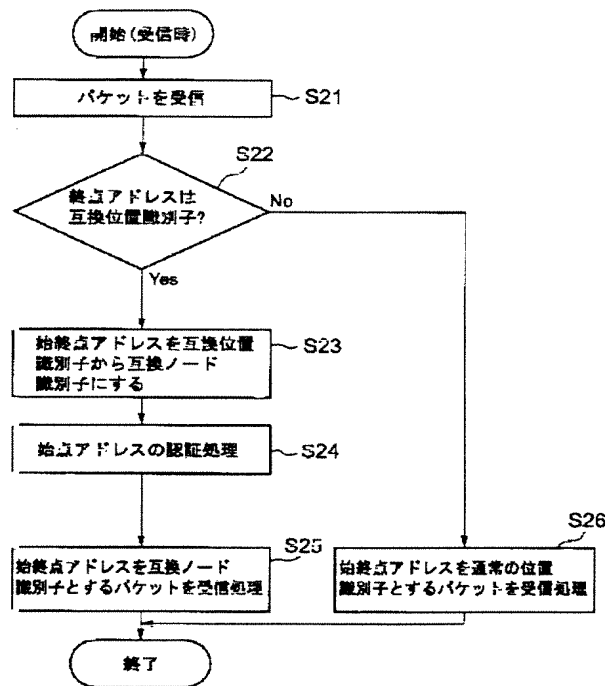 開始(受信時)
パケットを受信
S21
S22
終点アドレスは
互換位置識別子?
No
Yes
始終点アドレスを互換位置
識別子から互換ノード
識別子にする
S23
始点アドレスの認証処理
S24
S25
始終点アドレスを互換ノード
識別子とするパケットを受信処理
S26
始終点アドレスを通常の位置
識別子とするパケットを受信処理
終了